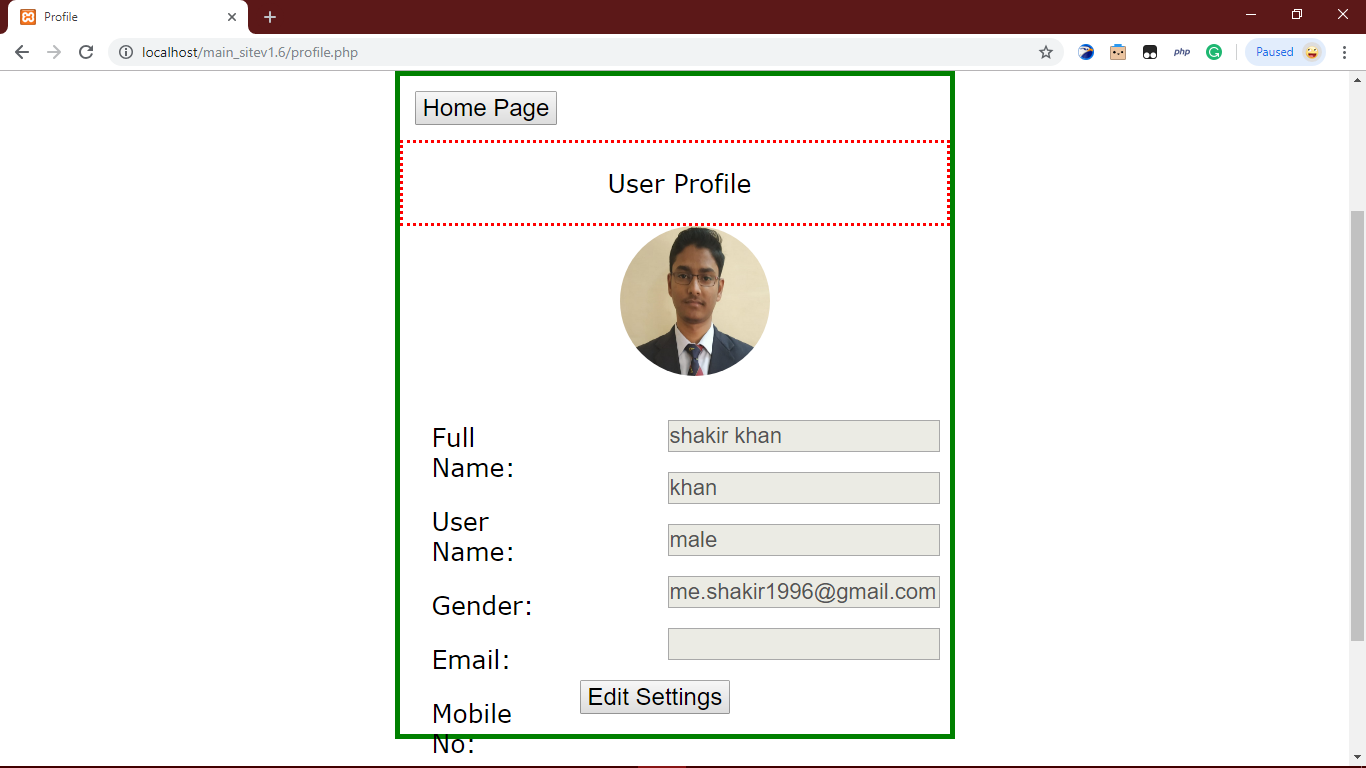 Profile
localhost/main_sitev1.6/profile.php
php
Paused
Home Page
User Profile
Full
Name:
shakir khan
User
Name:
khan
Gender:
male
Email:
me.shakir1996@gmail.com
Mobile
No:
Edit Settings